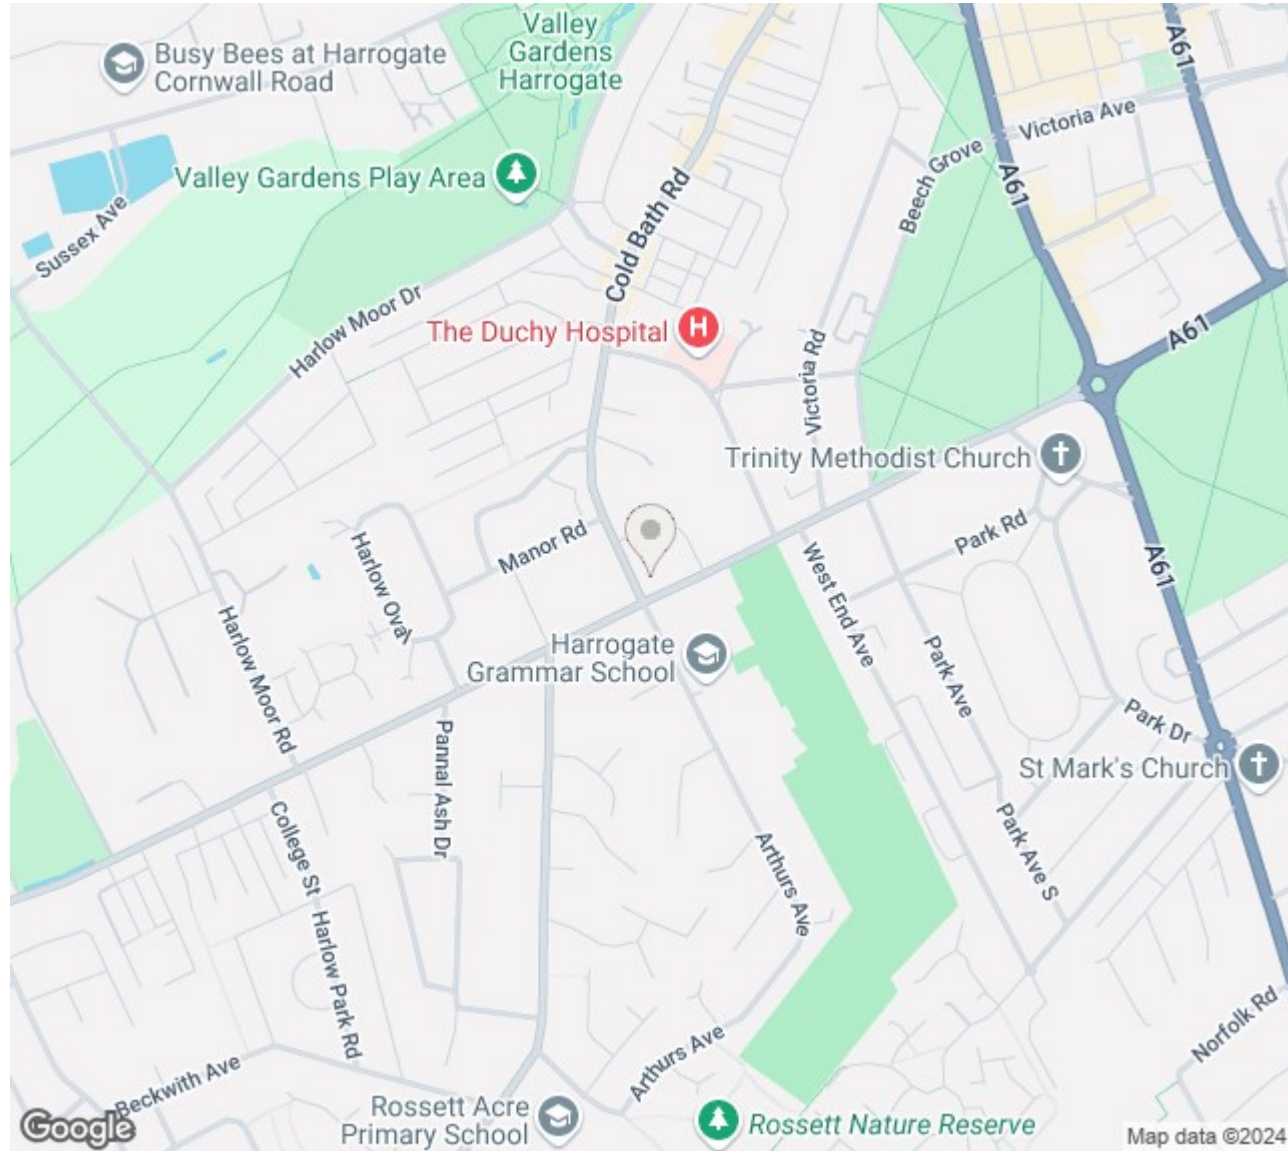 Valley
Gardens
Harrogate
Busy Bees at Harrogate
Cornwall Road
A61
Victoria Ave
Beech Grove
A61
Valley Gardens Play Area
Cold Bath Rd
Sussex Ave
Harlow Moor Dr
The Duchy Hospital
H
A61
Victoria Rd
Trinity Methodist Church
Manor Rd
Park Rd
Harlow Oval
West End Ave
A61
Harlow Moor Rd
Harrogate
Grammar School
Park Ave
Park Dr
Pannal Ash Dr
St Mark's Church
College St
Arthurs Ave
Park Ave S
Harlow Park Rd
Norfolk Rd
Beckwith Ave
Arthurs Ave
Rossett Acre
Primary School
Rossett Nature Reserve
Google
Map data ©2024